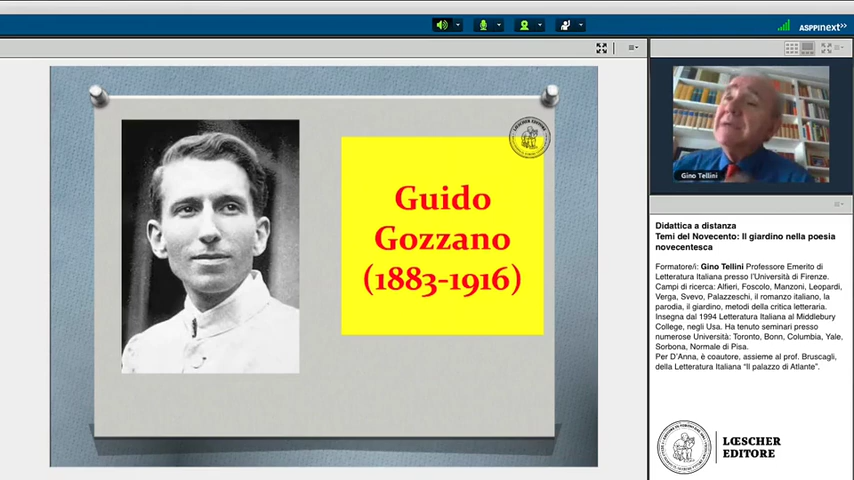 ASPPInext>>
Guido
Gozzano
(1883-1916)
Gino Tellini
Didattica a distanza
Temi del Novecento: Il giardino nella poesia
novecentesca
Formatore/i: Gino Tellini Professore Emerito di
Letteratura Italiana presso l'Università di Firenze.
Campi di ricerca: Alfieri, Foscolo, Manzoni, Leopardi,
Verga, Svevo, Palazzeschi, il romanzo italiano, la
parodia, il giardino, metodi della critica letteraria.
Insegna dal 1994 Letteratura Italiana al Middlebury
College, negli Usa. Ha tenuto seminari presso
numerose Università: Toronto, Bonn, Columbia, Yale,
Sorbona, Normale di Pisa.
Per D'Anna, è coautore, assieme al prof. Bruscagli,
della Letteratura Italiana "Il palazzo di Atlante".
LŒSCHER
EDITORE